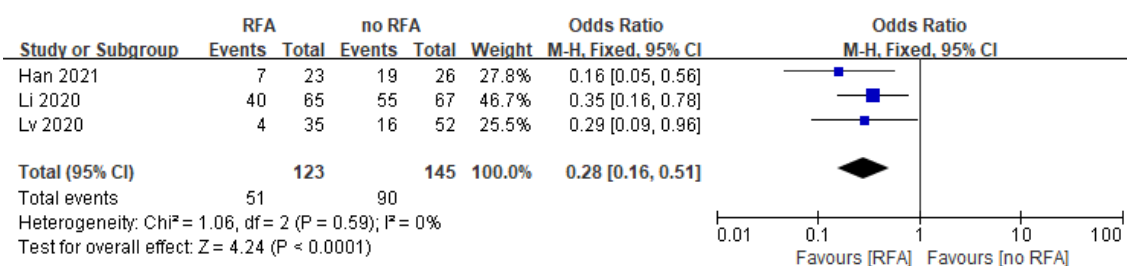 RFA no RFA Odds Ratio Odds Ratio
Study or Subgroup Events Total Events Total Weight M-H, Fixed, 95% CI M-H, Fixed, 95% CI
Han 2021 7 23 19 26 27.8% 0.16 [0.05, 0.56]
Li 2020 40 65 55 67 46.7% 0.35 [0.16, 0.78]
Lv 2020 4 35 16 52 25.5% 0.29 [0.09, 0.96]
Total (95% CI) 123 145 100.0% 0.28 [0.16, 0.51]
Total events 51 90
Heterogeneity: Chi² = 1.06, df = 2 (P = 0.59); I² = 0%
Test for overall effect: Z = 4.24 (P < 0.0001)
0.01 0.1 1 10 100
Favours [RFA] Favours [no RFA]